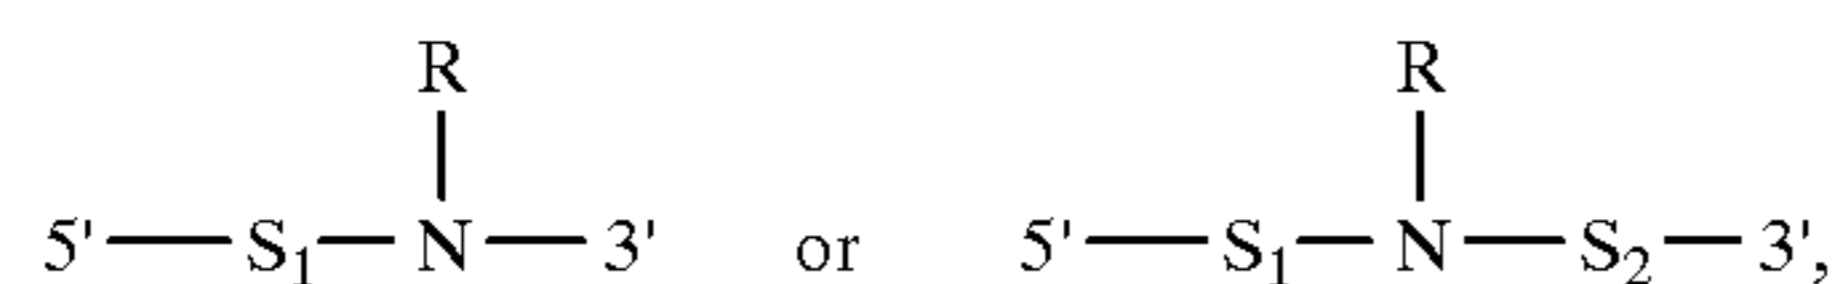 R R
5' — S₁ — N — 3' or 5' — S₁ — N — S₂ — 3',